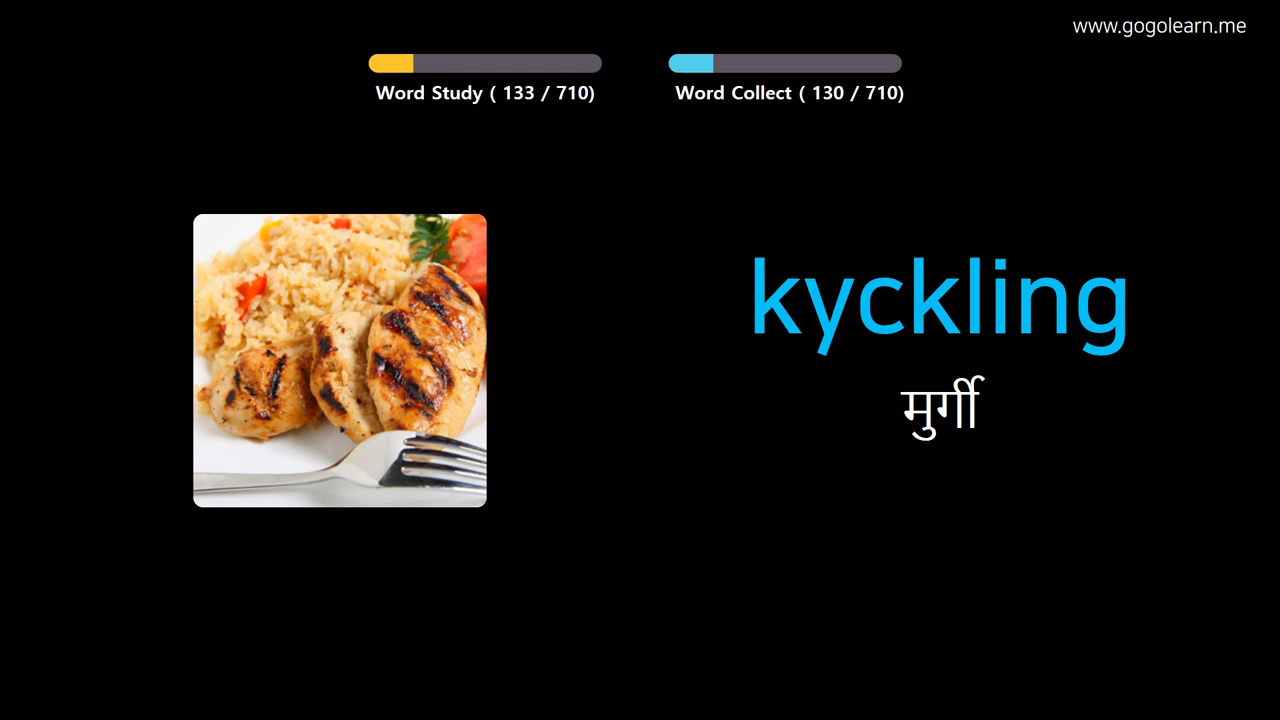 www.gogolearn.me
Word Study ( 133 / 710)
Word Collect ( 130 / 710)
kyckling
मुर्गी